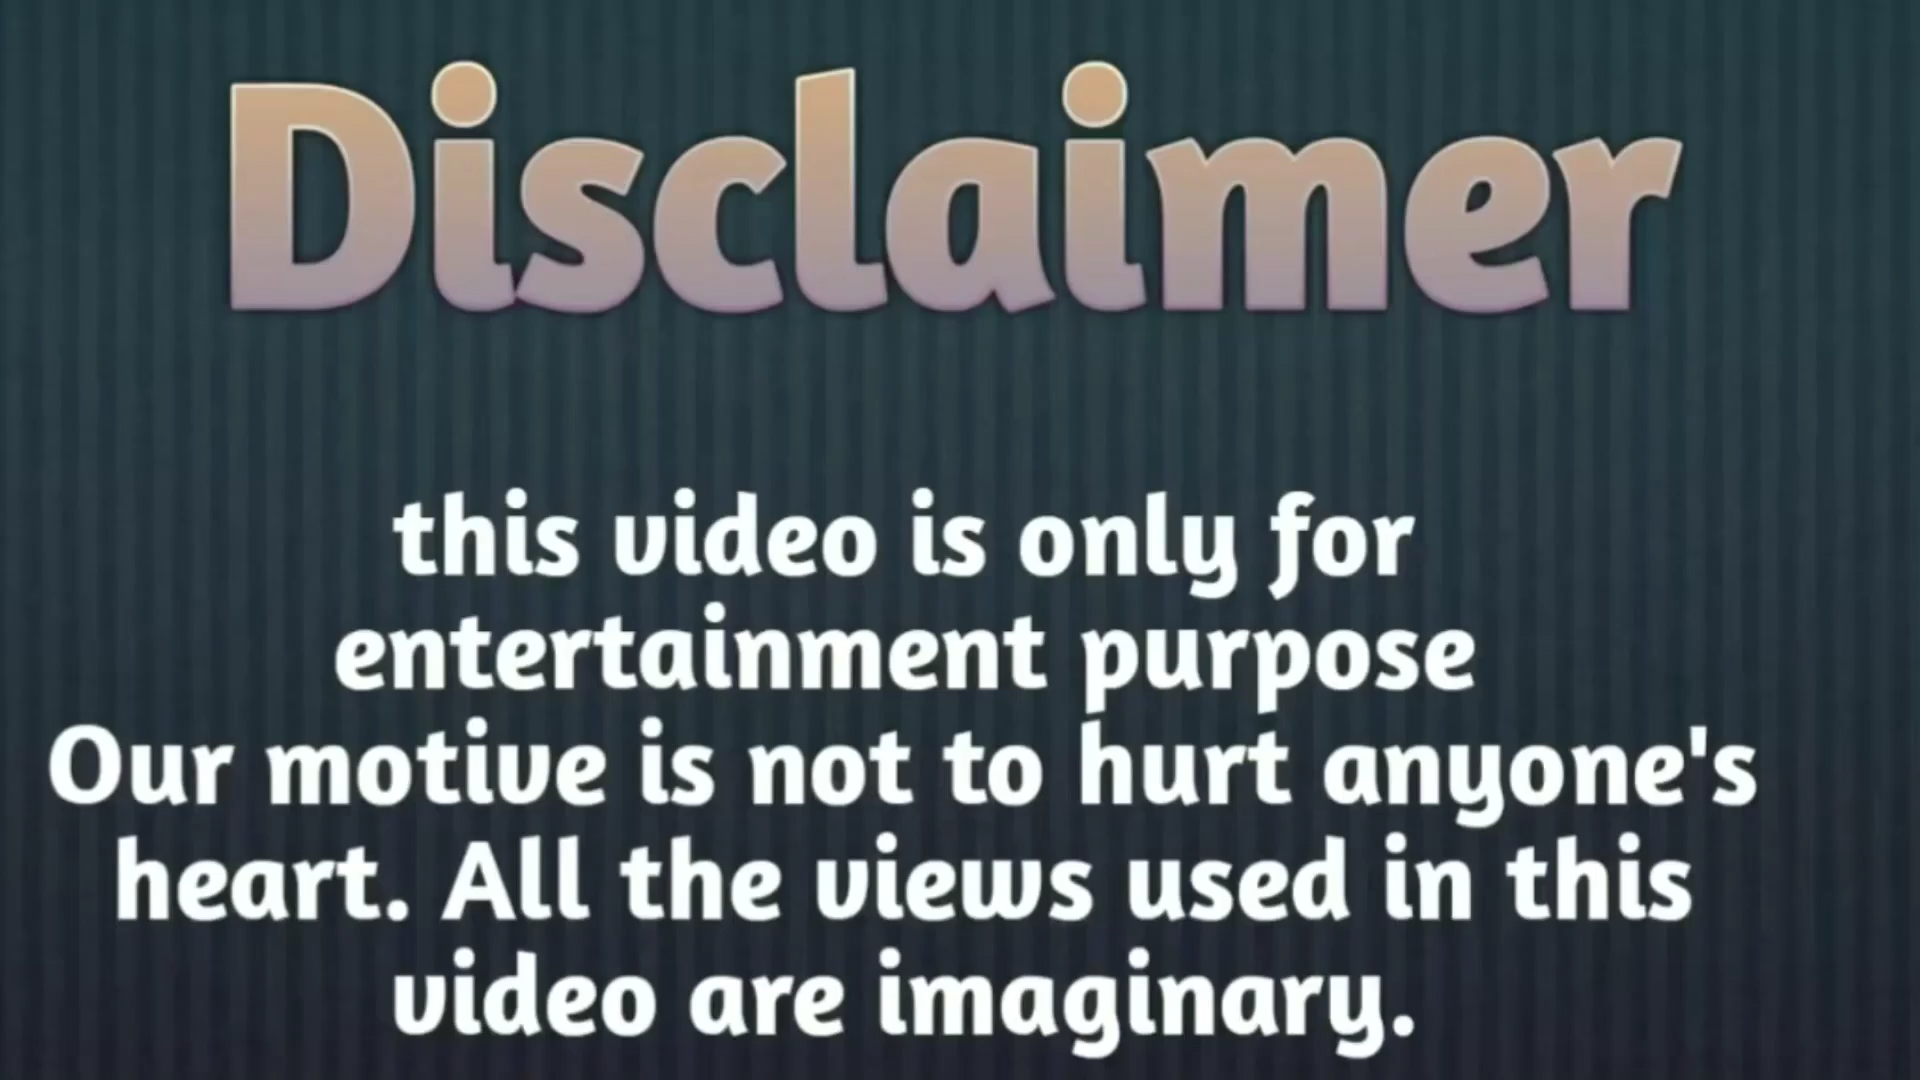 Disclaimer
this video is only for
entertainment purpose
Our motive is not to hurt anyone's
heart. All the views used in this
video are imaginary.